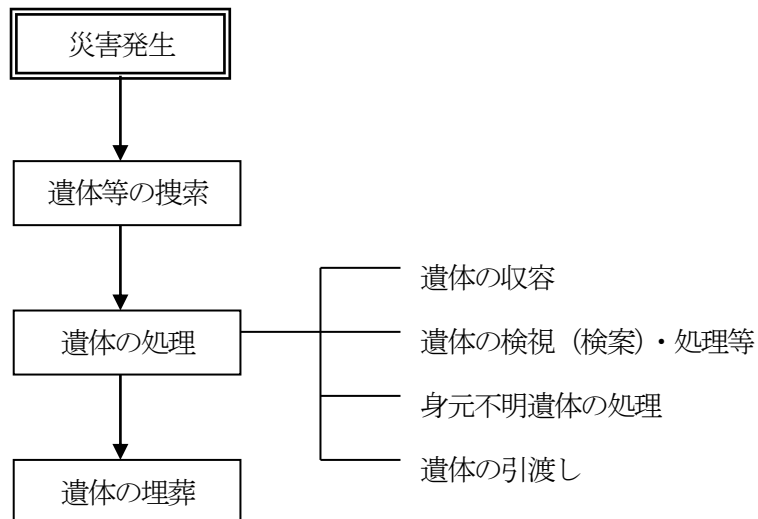 災害発生
遺体等の捜索
遺体の処理
遺体の収容
遺体の検視（検案）・処理等
身元不明遺体の処理
遺体の引渡し
遺体の埋葬